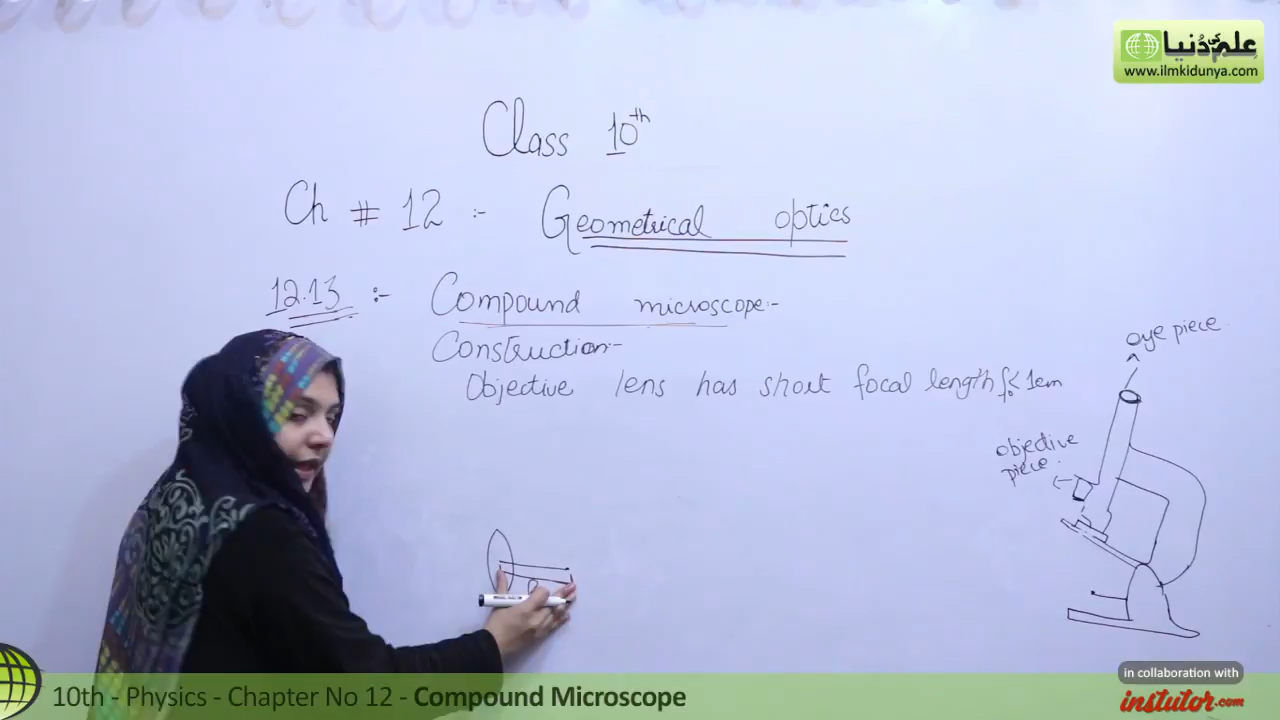 علم کی دُنیا
www.ilmkidunya.com
Class 10th
Ch # 12 :- Geometrical optics
12.13 :- Compound microscope:-
Construction:-
Objective lens has short focal length fo< 1cm
eye piece
objective
piece
10th - Physics - Chapter No 12 - Compound Microscope
in collaboration with
instutor.com